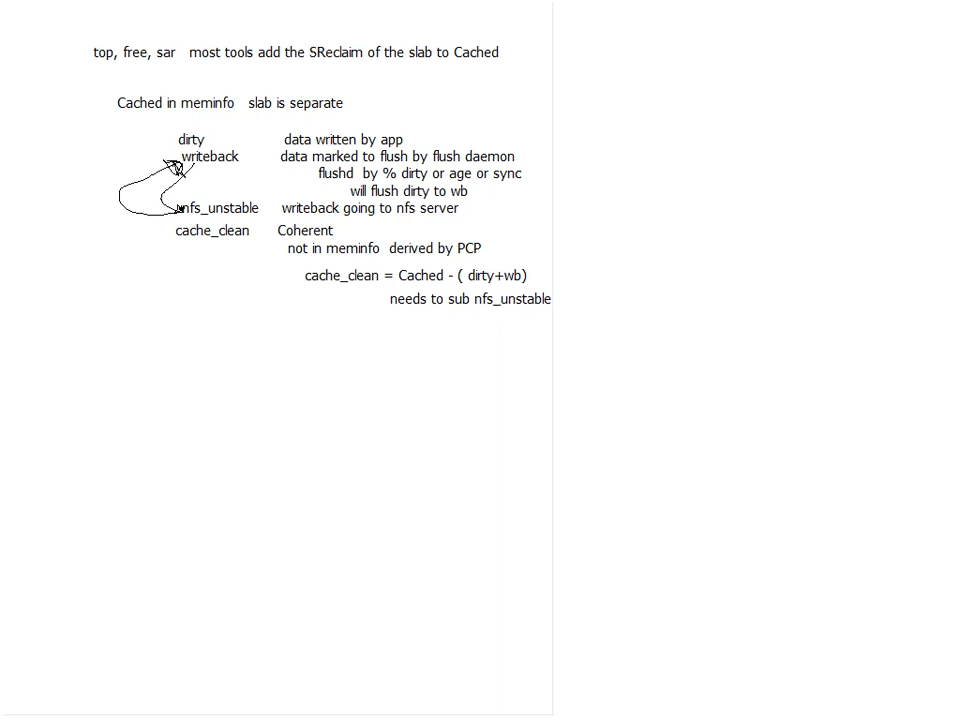 top, free, sar most tools add the SReclaim of the slab to Cached
Cached in meminfo slab is separate
dirty data written by app
writeback data marked to flush by flush daemon
flushd by % dirty or age or sync
will flush dirty to wb
nfs_unstable writeback going to nfs server
cache_clean Coherent
not in meminfo derived by PCP
cache_clean = Cached - ( dirty+wb)
needs to sub nfs_unstable